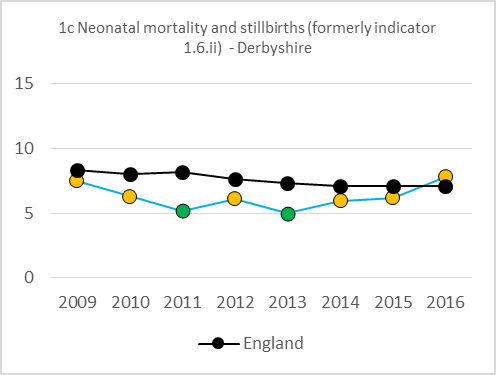 1c Neonatal mortality and stillbirths (formerly indicator
1.6.ii)  - Derbyshire
15
10
5
0
2009 2010 2011 2012 2013 2014 2015 2016
England